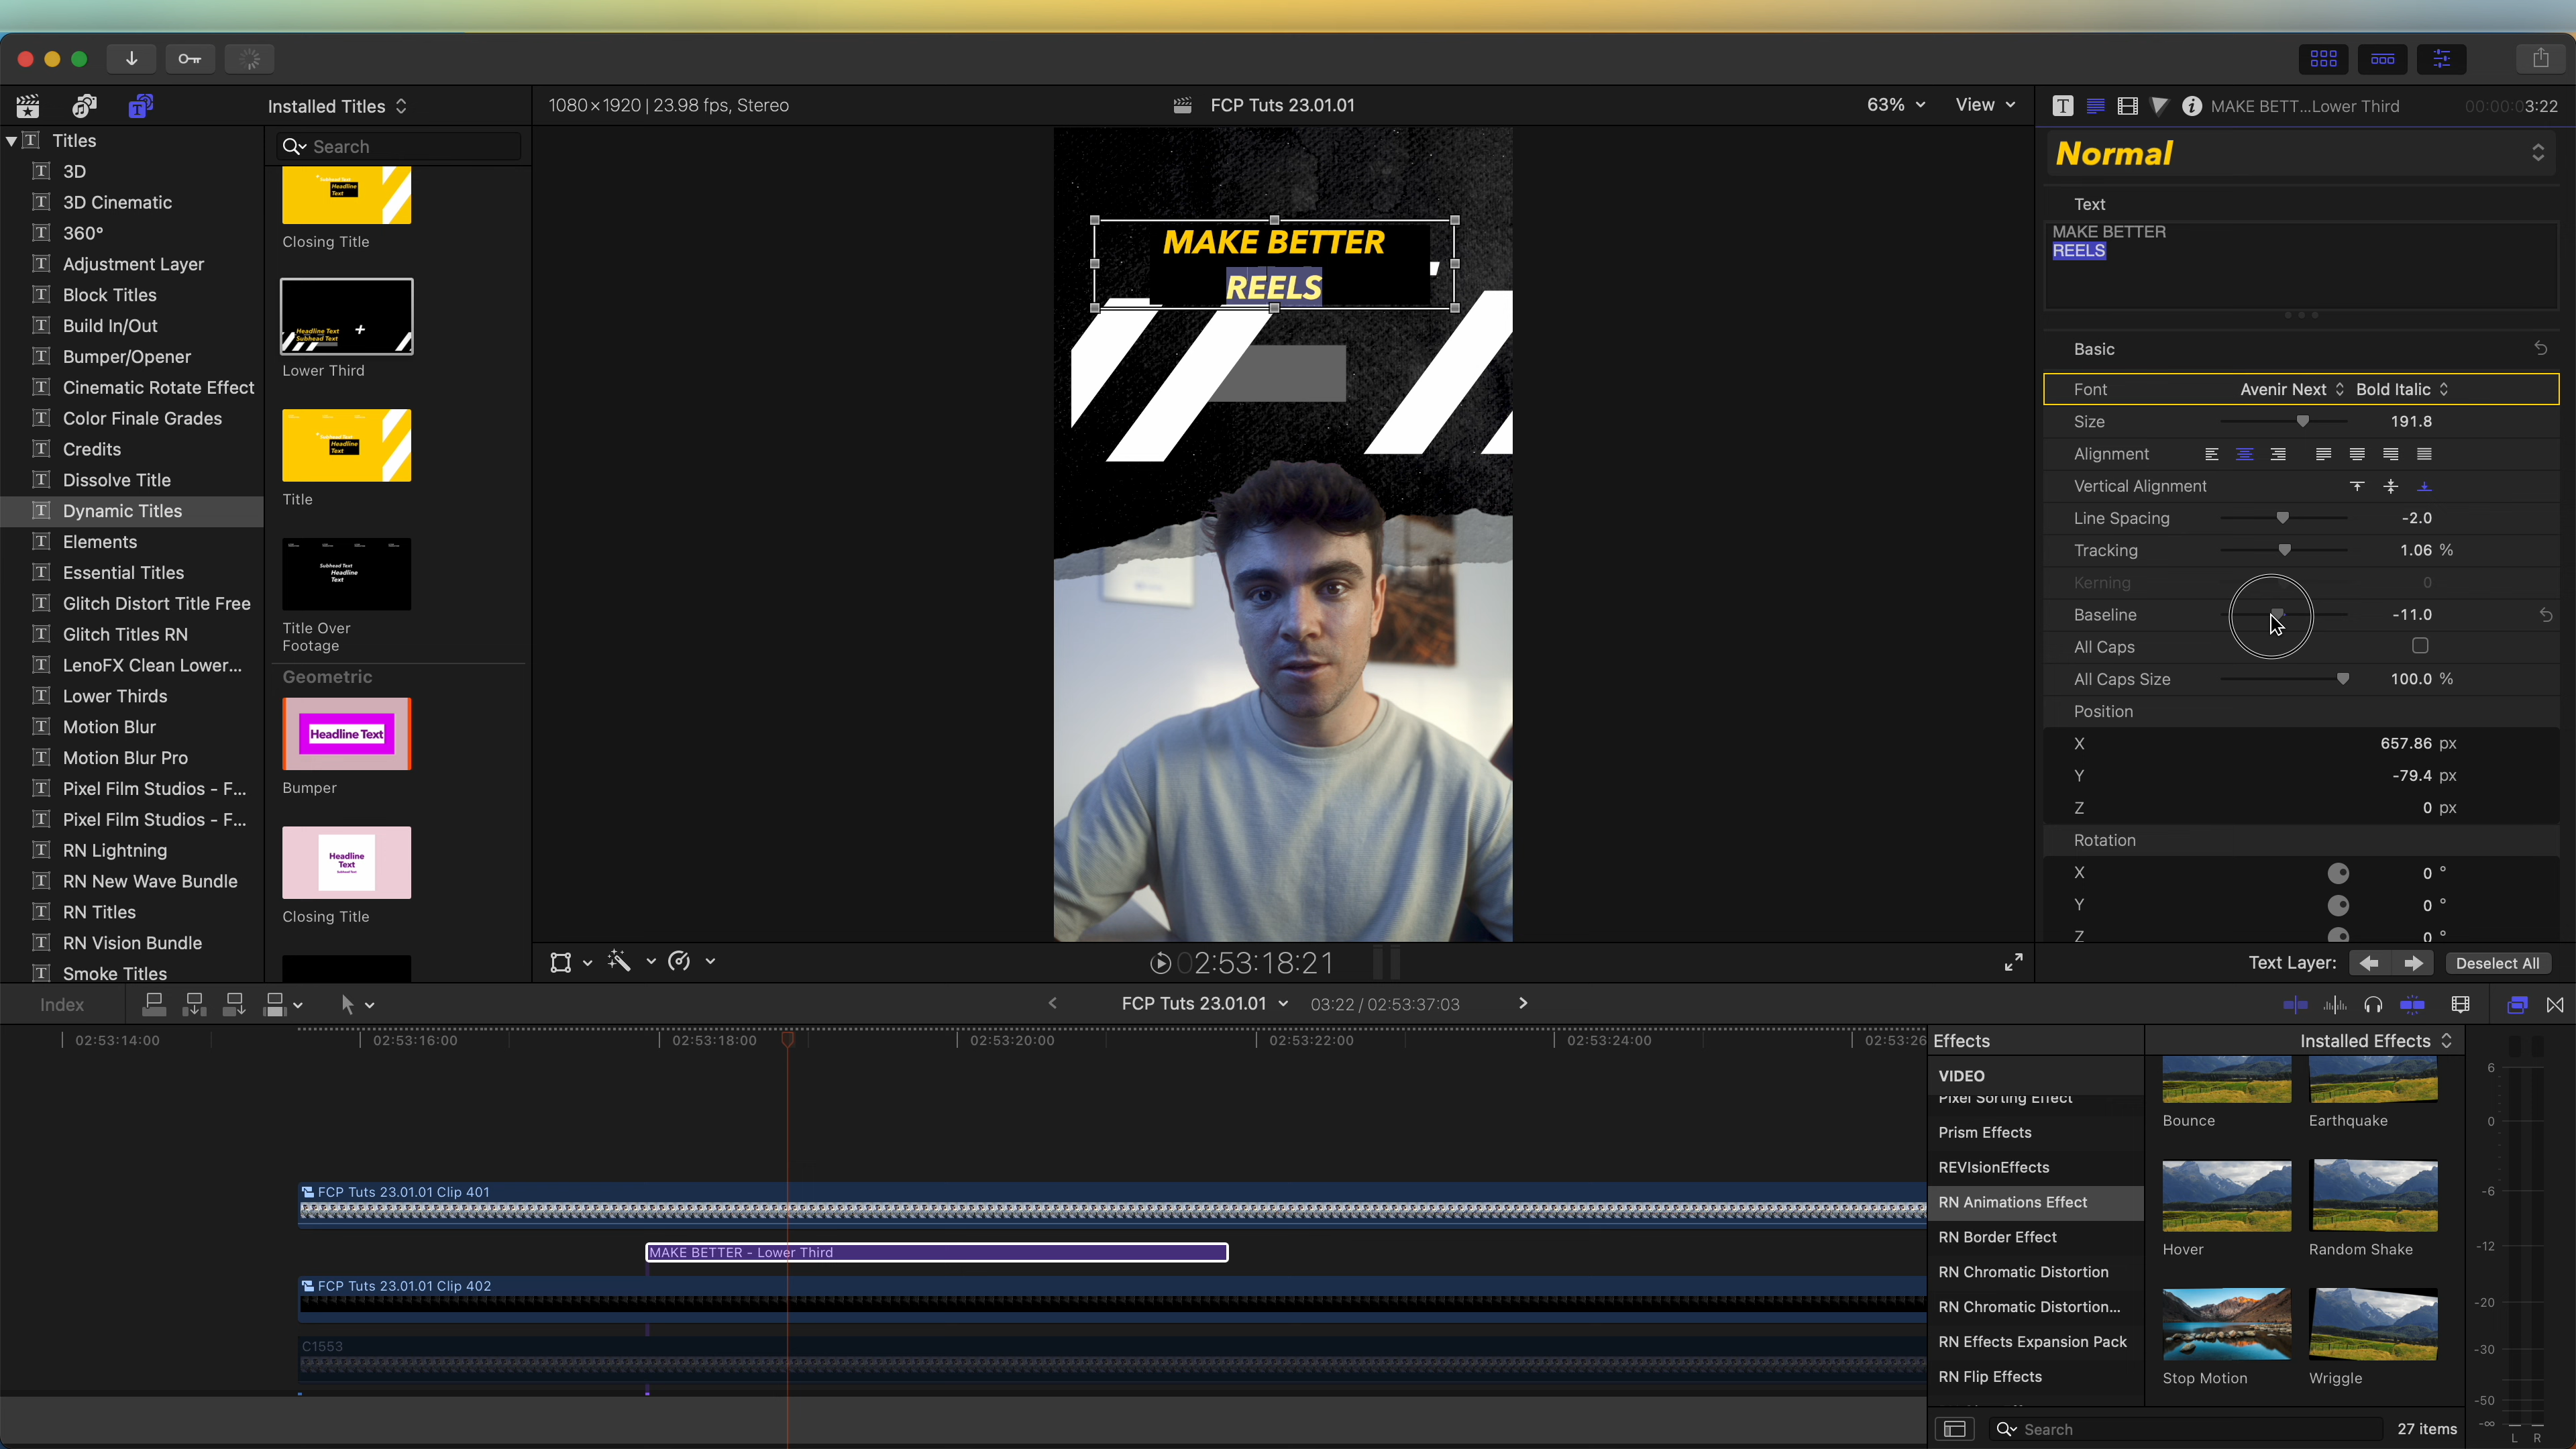 Installed Titles
1080×1920 | 23.98 fps, Stereo
FCP Tuts 23.01.01
63%
View
MAKE BETT...Lower Third
00:00:03:22
Titles
3D
3D Cinematic
360°
Adjustment Layer
Block Titles
Build In/Out
Bumper/Opener
Cinematic Rotate Effect
Color Finale Grades
Credits
Dissolve Title
Dynamic Titles
Elements
Essential Titles
Glitch Distort Title Free
Glitch Titles RN
LenoFX Clean Lower...
Lower Thirds
Motion Blur
Motion Blur Pro
Pixel Film Studios - F...
Pixel Film Studios - F...
RN Lightning
RN New Wave Bundle
RN Titles
RN Vision Bundle
Smoke Titles
Search
Headline
Text
Closing Title
Headline Text
Subhead Text
Lower Third
Headline
Text
Title
Subhead Text
Headline
Text
Title Over
Footage
Geometric
Headline Text
Bumper
Headline
Text
Closing Title
MAKE BETTER
REELS
Normal
Text
MAKE BETTER
REELS
Basic
Font Avenir Next Bold Italic
Size 191.8
Alignment
Vertical Alignment
Line Spacing -2.0
Tracking 1.06 %
Kerning 0
Baseline -11.0
All Caps
All Caps Size 100.0 %
Position
X 657.86 px
Y -79.4 px
Z 0 px
Rotation
X 0 °
Y 0 °
Z 0 °
02:53:18:21
Text Layer:
Deselect All
Index
FCP Tuts 23.01.01
03:22 / 02:53:37:03
02:53:14:00
02:53:16:00
02:53:18:00
02:53:20:00
02:53:22:00
02:53:24:00
02:53:26
FCP Tuts 23.01.01 Clip 401
MAKE BETTER - Lower Third
FCP Tuts 23.01.01 Clip 402
C1553
Effects
Installed Effects
VIDEO
Pixel Sorting Effect
Prism Effects
REVIsionEffects
RN Animations Effect
RN Border Effect
RN Chromatic Distortion
RN Chromatic Distortion...
RN Effects Expansion Pack
RN Flip Effects
Bounce
Earthquake
Hover
Random Shake
Stop Motion
Wriggle
Search
27 items
6
0
-6
-12
-20
-30
-50
-∞
L R